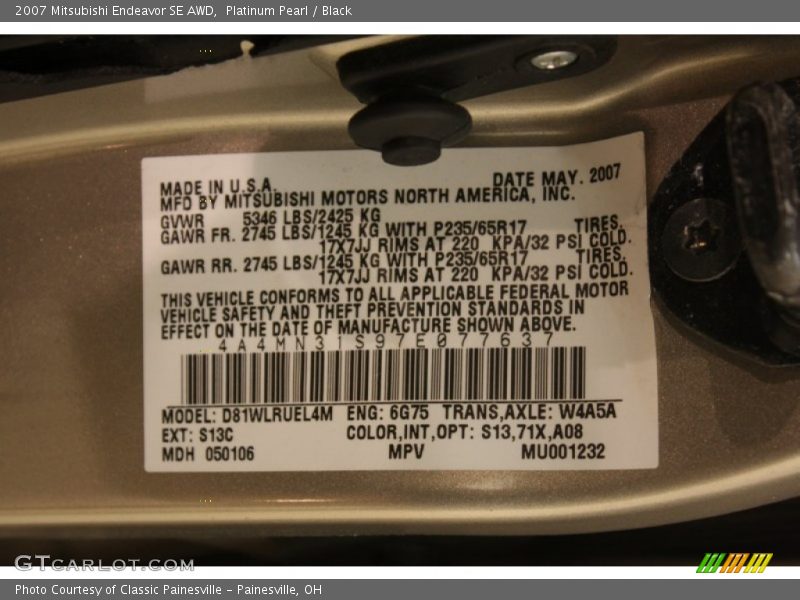 2007 Mitsubishi Endeavor SE AWD, Platinum Pearl / Black
MADE IN U.S.A. DATE MAY. 2007
MFD BY MITSUBISHI MOTORS NORTH AMERICA, INC.
GVWR 5346 LBS/2425 KG
GAWR FR. 2745 LBS/1245 KG WITH P235/65R17 TIRES,
17X7JJ RIMS AT 220 KPA/32 PSI COLD.
GAWR RR. 2745 LBS/1245 KG WITH P235/65R17 TIRES,
17X7JJ RIMS AT 220 KPA/32 PSI COLD.
THIS VEHICLE CONFORMS TO ALL APPLICABLE FEDERAL MOTOR
VEHICLE SAFETY AND THEFT PREVENTION STANDARDS IN
EFFECT ON THE DATE OF MANUFACTURE SHOWN ABOVE.
4A4MN31S97E077637
MODEL: D81WLRUEL4M ENG: 6G75 TRANS,AXLE: W4A5A
EXT: S13C COLOR,INT,OPT: S13,71X,A08
MDH 050106 MPV MU001232
GTCARLOT.COM
Photo Courtesy of Classic Painesville - Painesville, OH